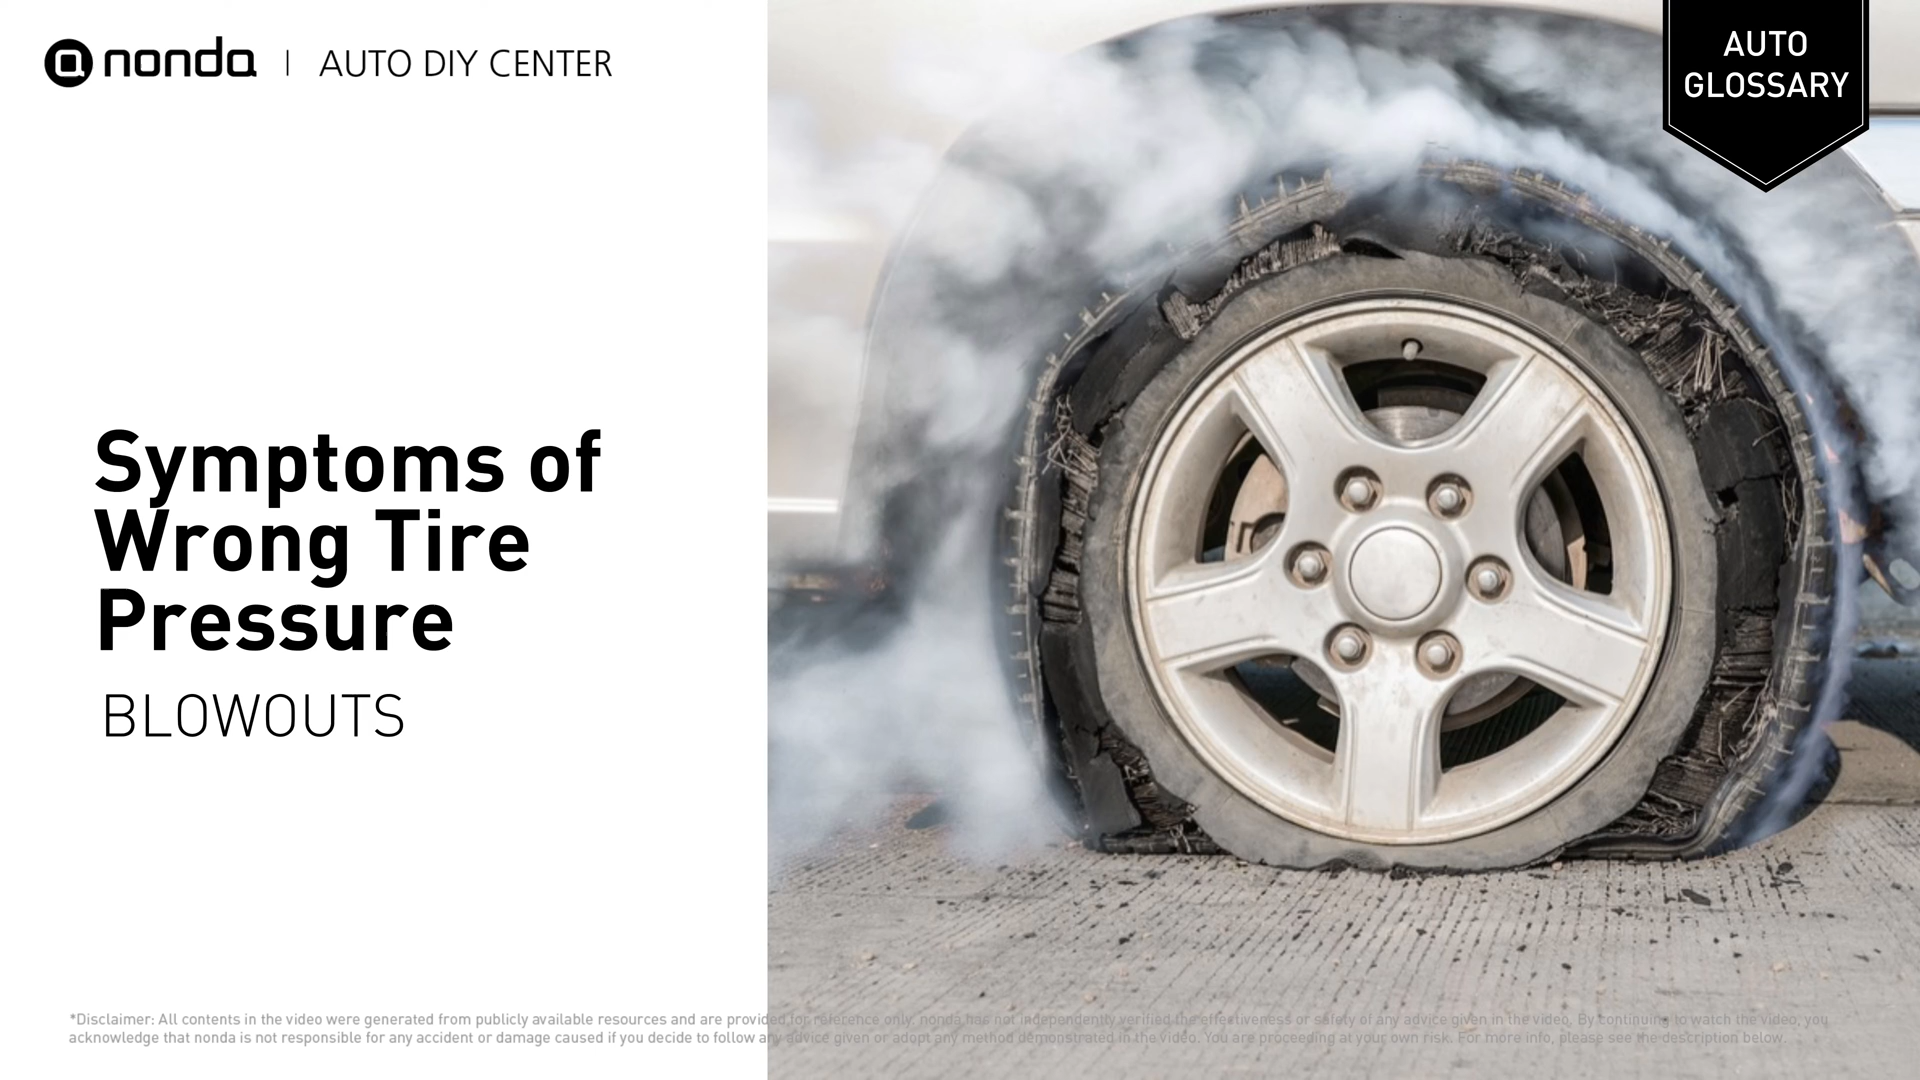 nonda | AUTO DIY CENTER
AUTO
GLOSSARY
Symptoms of
Wrong Tire
Pressure
BLOWOUTS
*Disclaimer: All contents in the video were generated from publicly available resources and are provided for reference only. nonda has not independently verified the effectiveness or safety of any advice given in the video. By continuing to watch the video, you
acknowledge that nonda is not responsible for any accident or damage caused if you decide to follow any advice given or adopt any method demonstrated in the video. You are proceeding at your own risk. For more info, please see the description below.